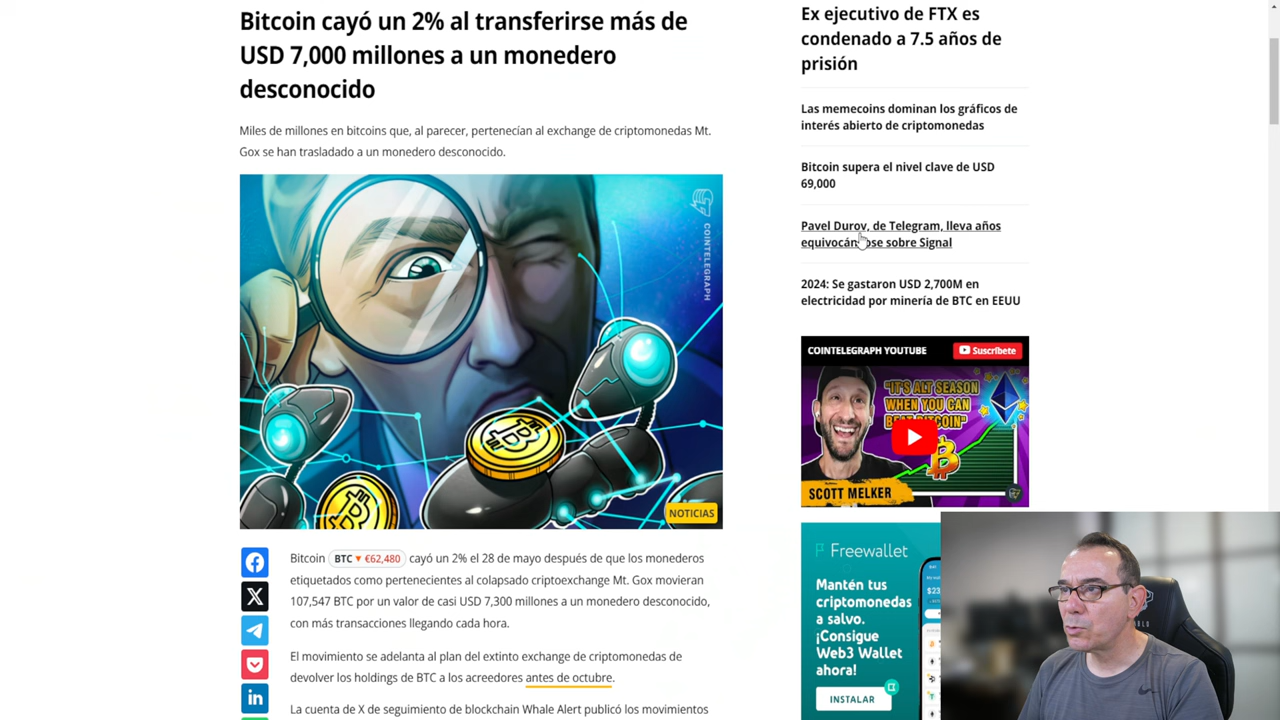 Bitcoin cayó un 2% al transferirse más de
USD 7,000 millones a un monedero
desconocido
Miles de millones en bitcoins que, al parecer, pertenecían al exchange de criptomonedas Mt.
Gox se han trasladado a un monedero desconocido.
COINTELEGRAPH
NOTICIAS
Bitcoin BTC ▼ €62,480 cayó un 2% el 28 de mayo después de que los monederos
etiquetados como pertenecientes al colapsado criptoexchange Mt. Gox movieran
107,547 BTC por un valor de casi USD 7,300 millones a un monedero desconocido,
con más transacciones llegando cada hora.
El movimiento se adelanta al plan del extinto exchange de criptomonedas de
devolver los holdings de BTC a los acreedores antes de octubre.
La cuenta de X de seguimiento de blockchain Whale Alert publicó los movimientos
Ex ejecutivo de FTX es
condenado a 7.5 años de
prisión
Las memecoins dominan los gráficos de
interés abierto de criptomonedas
Bitcoin supera el nivel clave de USD
69,000
Pavel Durov, de Telegram, lleva años
equivocándose sobre Signal
2024: Se gastaron USD 2,700M en
electricidad por minería de BTC en EEUU
COINTELEGRAPH YOUTUBE
Suscríbete
"IT'S ALT SEASON
WHEN YOU CAN
BITCOIN"
SCOTT MELKER
Freewallet
Mantén tus
criptomonedas
a salvo.
¡Consigue
Web3 Wallet
ahora!
INSTALAR